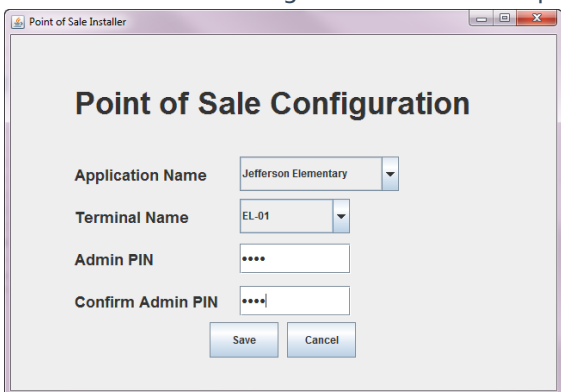 Point of Sale Installer
Point of Sale Configuration
Application Name Jefferson Elementary
Terminal Name EL-01
Admin PIN ••••
Confirm Admin PIN ••••
Save Cancel